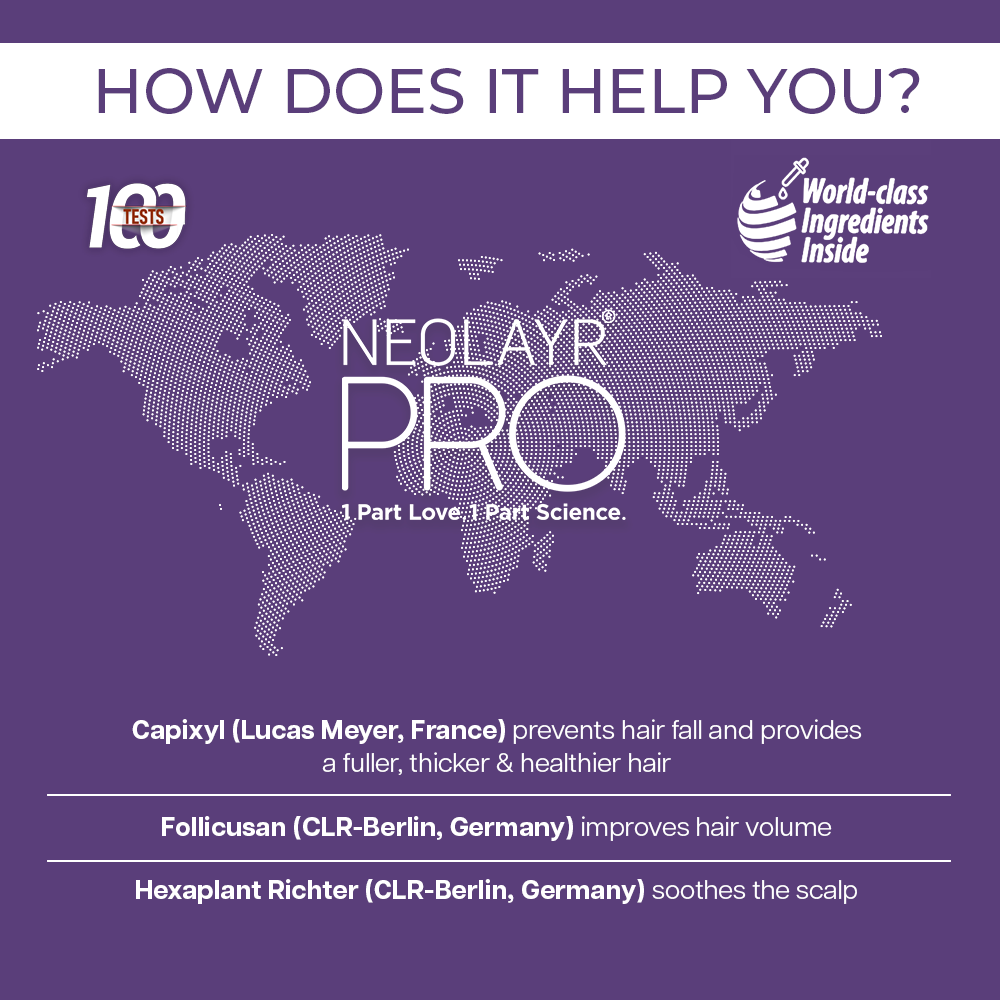 HOW DOES IT HELP YOU?
100
TESTS
World-class
Ingredients
Inside
NEOLAYR®
PRO
1 Part Love. 1 Part Science.
Capixyl (Lucas Meyer, France) prevents hair fall and provides
a fuller, thicker & healthier hair
Follicusan (CLR-Berlin, Germany) improves hair volume
Hexaplant Richter (CLR-Berlin, Germany) soothes the scalp